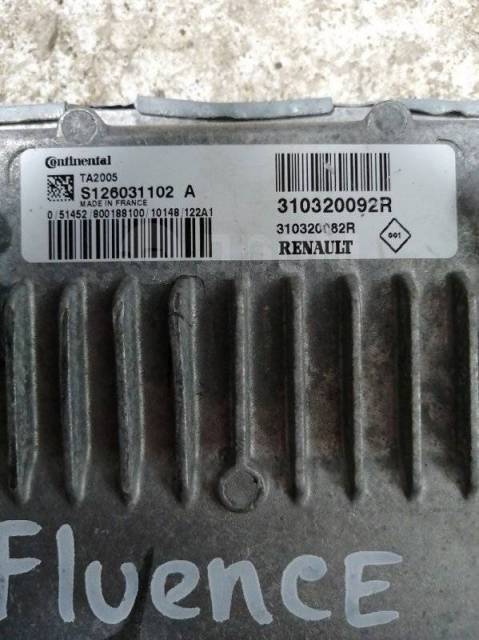 Continental
TA2005
S126031102 A
MADE IN FRANCE
0/51452/800188100/10148/122A1
310320092R
310320082R
RENAULT
001
Fluence